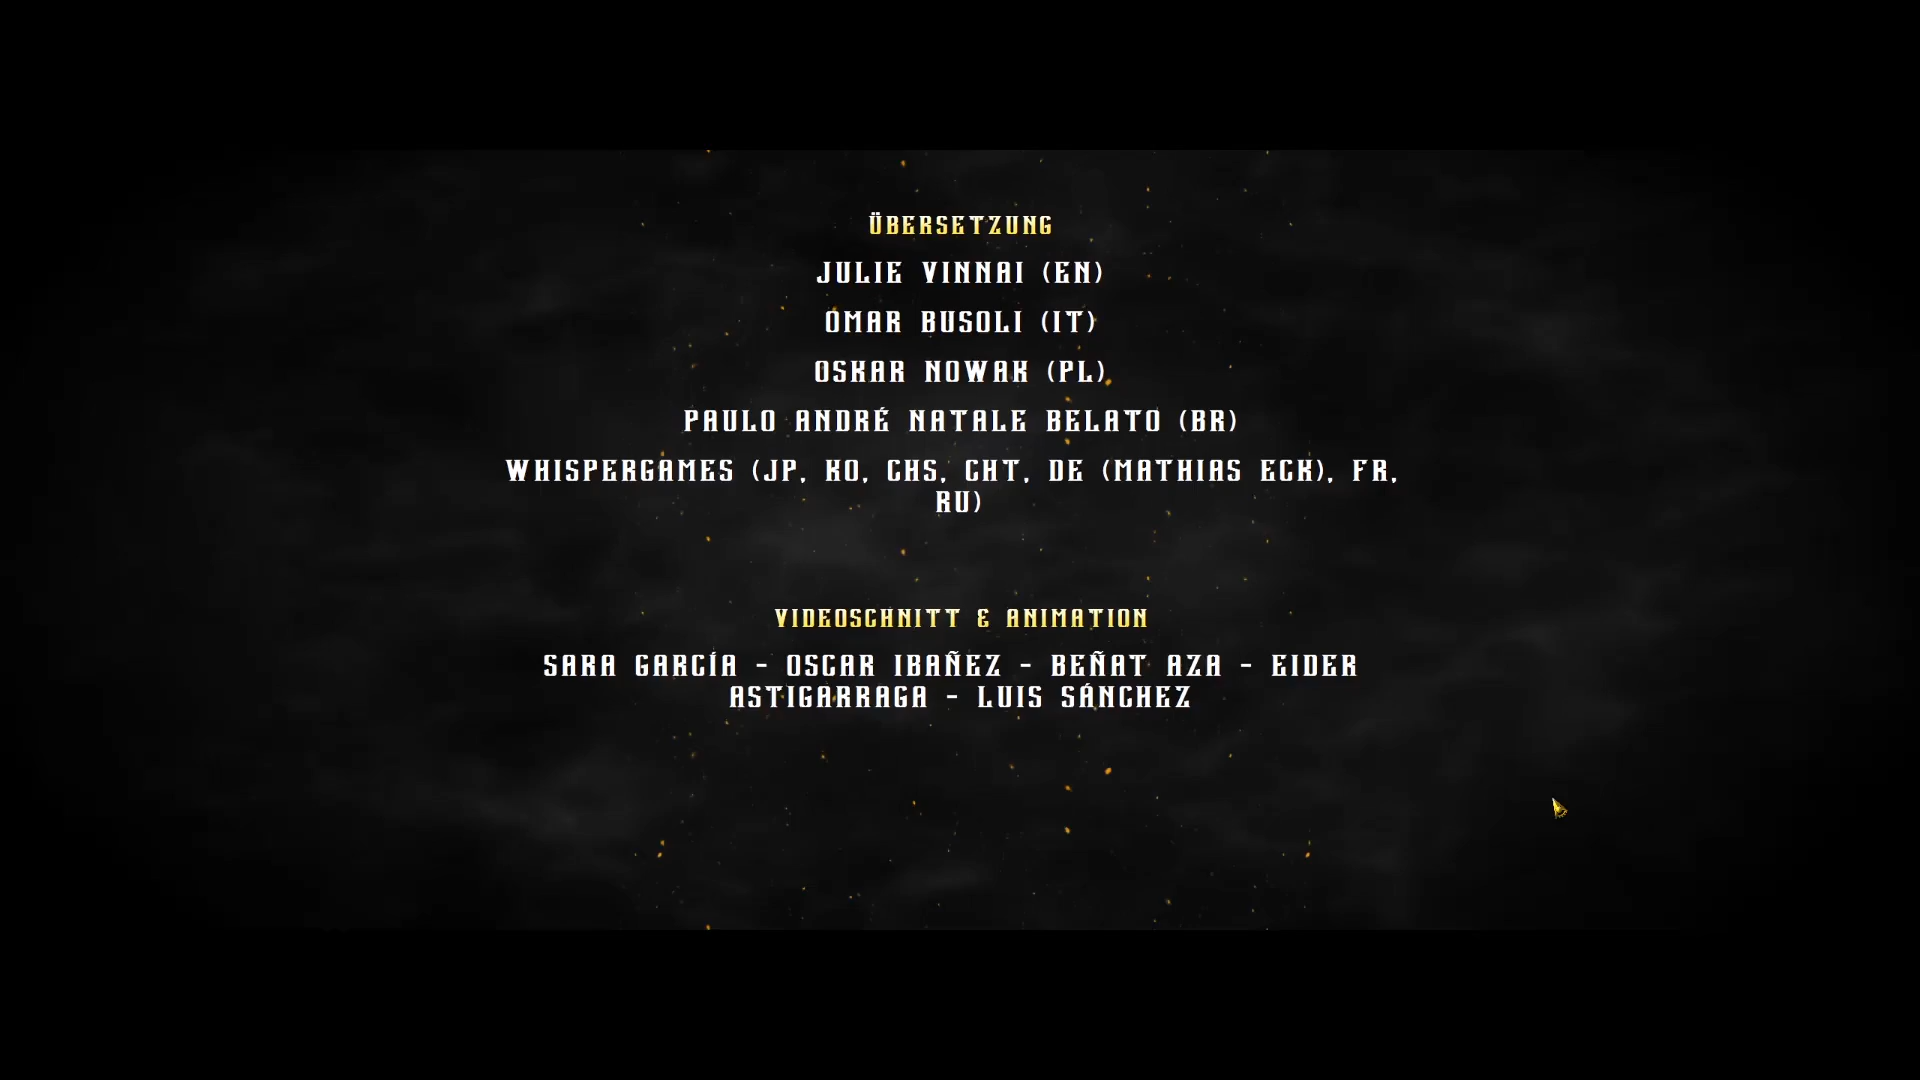 ÜBERSETZUNG
JULIE VINNAI (EN)
OMAR BUSOLI (IT)
OSKAR NOWAK (PL)
PAULO ANDRÉ NATALE BELATO (BR)
WHISPERGAMES (JP, KO, CHS, CHT, DE (MATHIAS ECK), FR,
RU)
VIDEOSCHNITT & ANIMATION
SARA GARCÍA - OSCAR IBAÑEZ - BEÑAT AZA - EIDER
ASTIGARRAGA - LUIS SÁNCHEZ